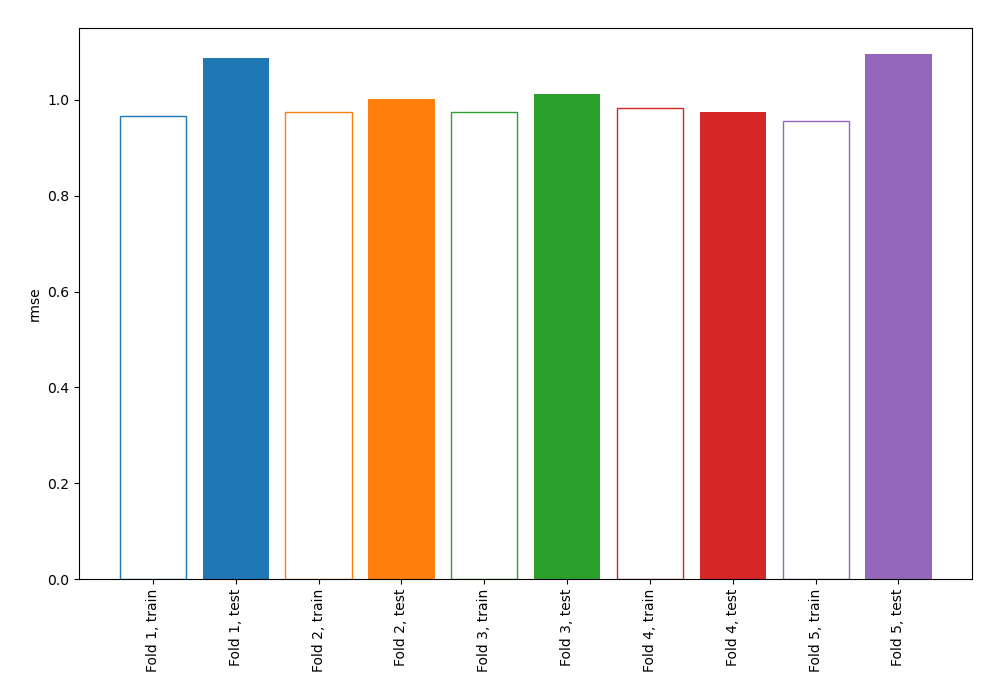 rmse
1.0
0.8
0.6
0.4
0.2
0.0
Fold 1, train
Fold 1, test
Fold 2, train
Fold 2, test
Fold 3, train
Fold 3, test
Fold 4, train
Fold 4, test
Fold 5, train
Fold 5, test